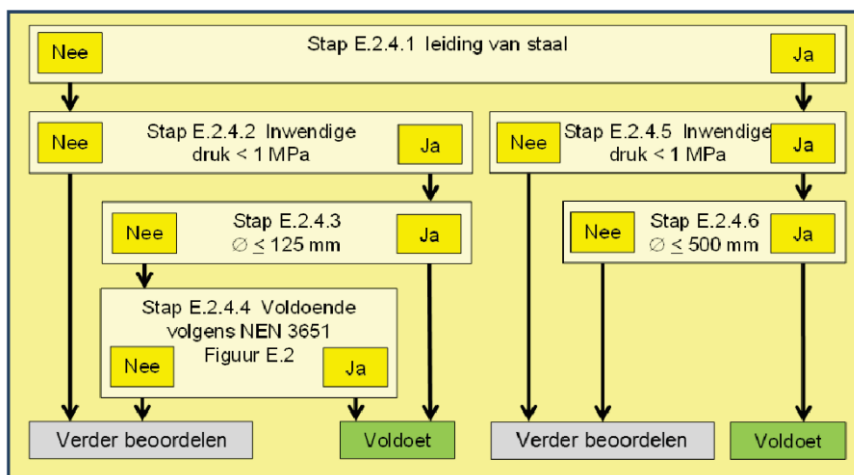 Stap E.2.4.1 leiding van staal
Nee
Ja
Stap E.2.4.2 Inwendige
druk < 1 MPa
Nee
Ja
Stap E.2.4.5 Inwendige
druk < 1 MPa
Nee
Ja
Stap E.2.4.3
∅ ≤ 125 mm
Nee
Ja
Stap E.2.4.6
∅ ≤ 500 mm
Nee
Ja
Stap E.2.4.4 Voldoende
volgens NEN 3651
Figuur E.2
Nee
Ja
Verder beoordelen
Voldoet
Verder beoordelen
Voldoet